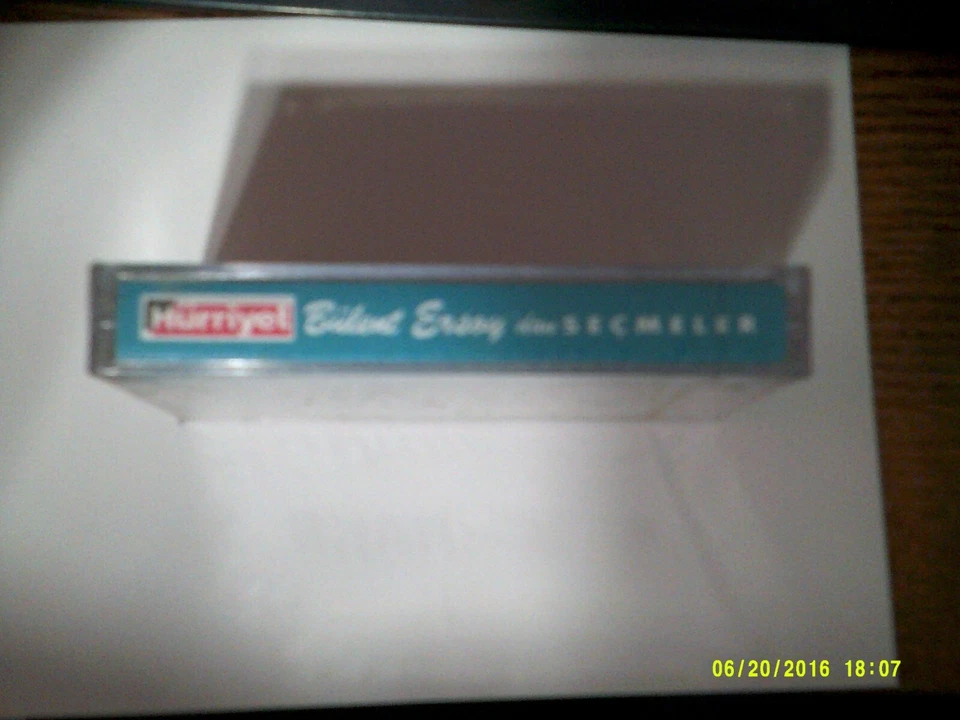 Hürriyet Bülent Ersoy 'dan SEÇMELER
06/20/2016 18:07